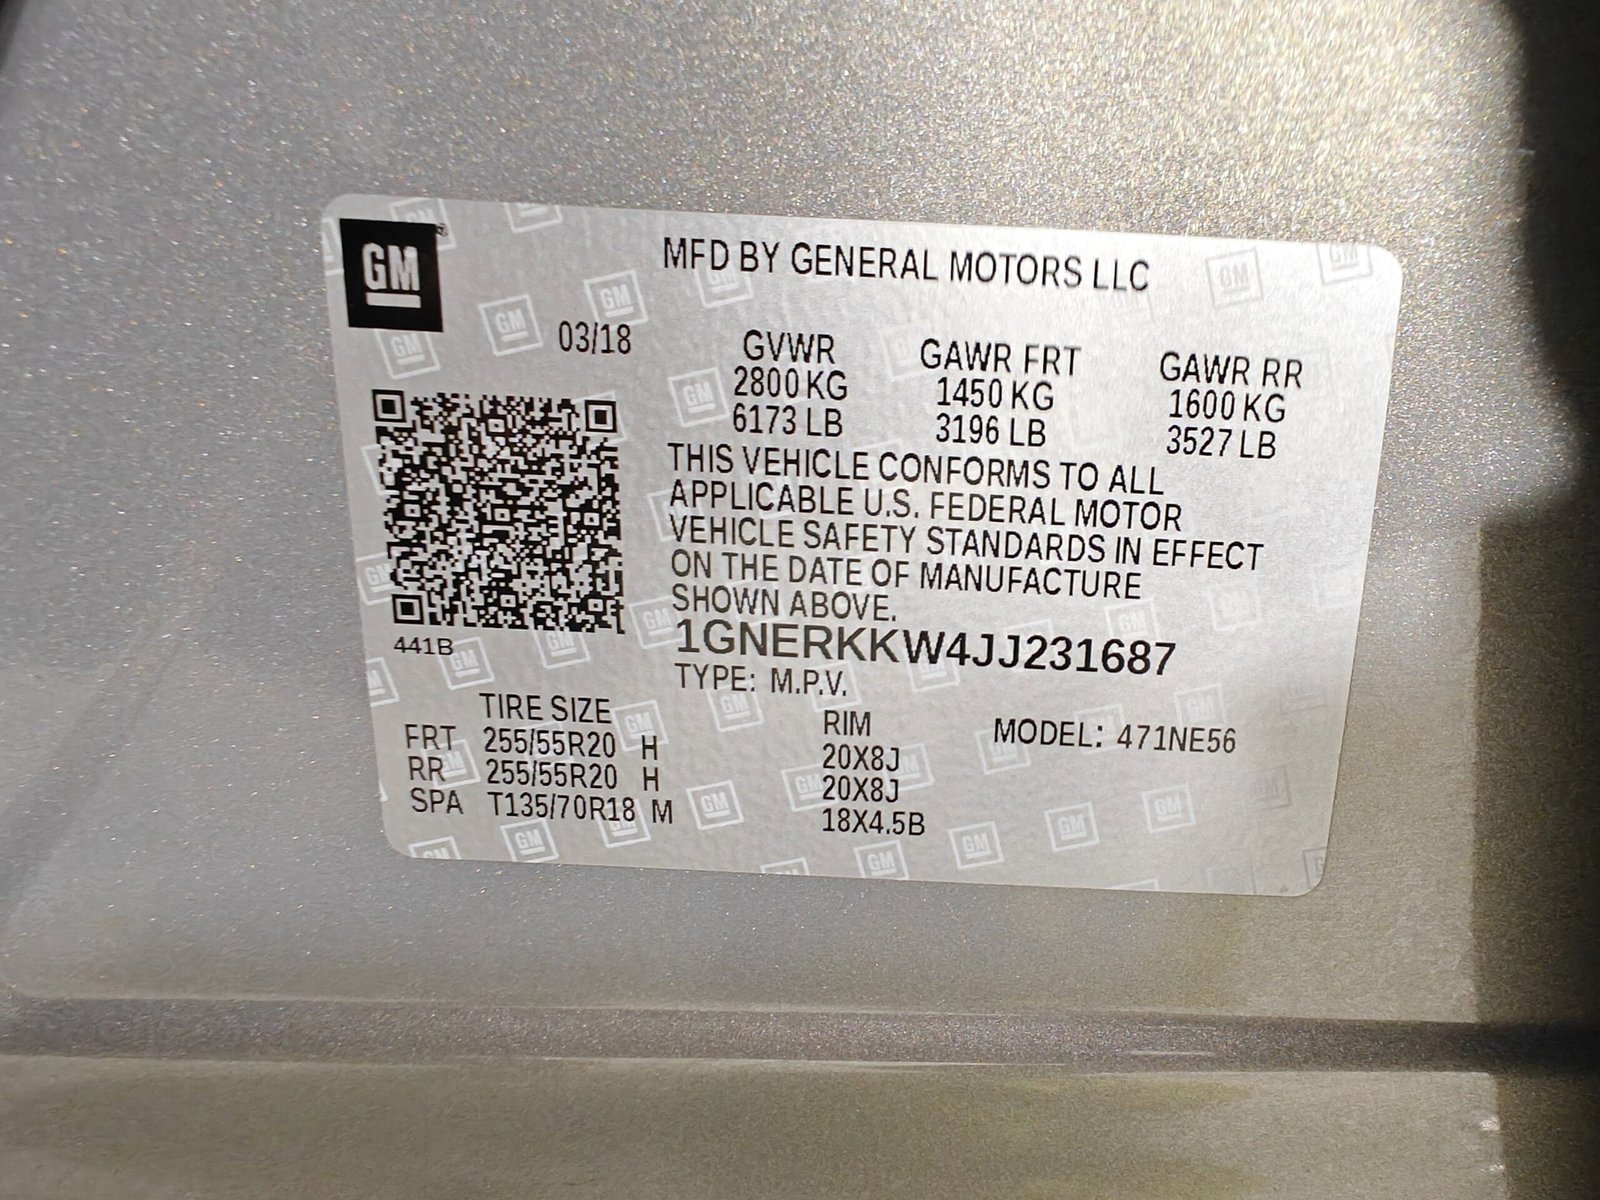 GM
MFD BY GENERAL MOTORS LLC
03/18
GVWR GAWR FRT GAWR RR
2800 KG 1450 KG 1600 KG
6173 LB 3196 LB 3527 LB
THIS VEHICLE CONFORMS TO ALL
APPLICABLE U.S. FEDERAL MOTOR
VEHICLE SAFETY STANDARDS IN EFFECT
ON THE DATE OF MANUFACTURE
SHOWN ABOVE.
441B
1GNERKKW4JJ231687
TYPE: M.P.V.
TIRE SIZE RIM MODEL: 471NE56
FRT 255/55R20 H 20X8J
RR 255/55R20 H 20X8J
SPA T135/70R18 M 18X4.5B